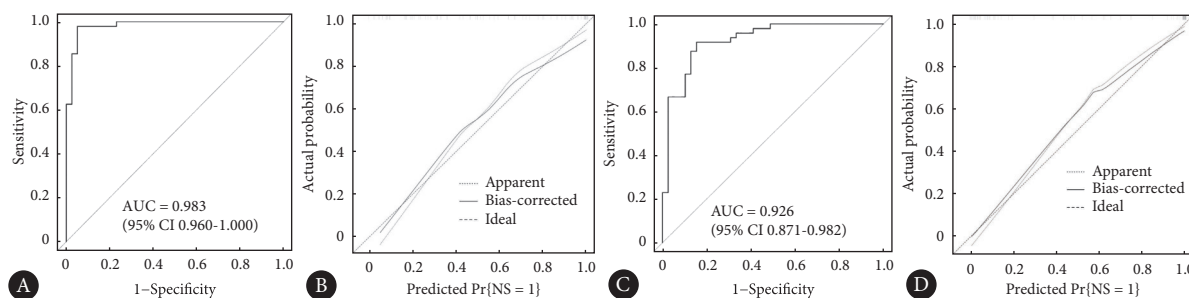 1.0
0.8
0.6
0.4
0.2
0
Sensitivity
AUC = 0.983
(95% CI 0.960-1.000)
0 0.2 0.4 0.6 0.8 1.0
1–Specificity
A
1.0
0.8
0.6
0.4
0.2
0
Actual probability
Apparent
Bias-corrected
Ideal
0 0.2 0.4 0.6 0.8 1.0
Predicted Pr{NS = 1}
B
1.0
0.8
0.6
0.4
0.2
0
Sensitivity
AUC = 0.926
(95% CI 0.871-0.982)
0 0.2 0.4 0.6 0.8 1.0
1–Specificity
C
1.0
0.8
0.6
0.4
0.2
0
Actual probability
Apparent
Bias-corrected
Ideal
0 0.2 0.4 0.6 0.8 1.0
Predicted Pr{NS = 1}
D